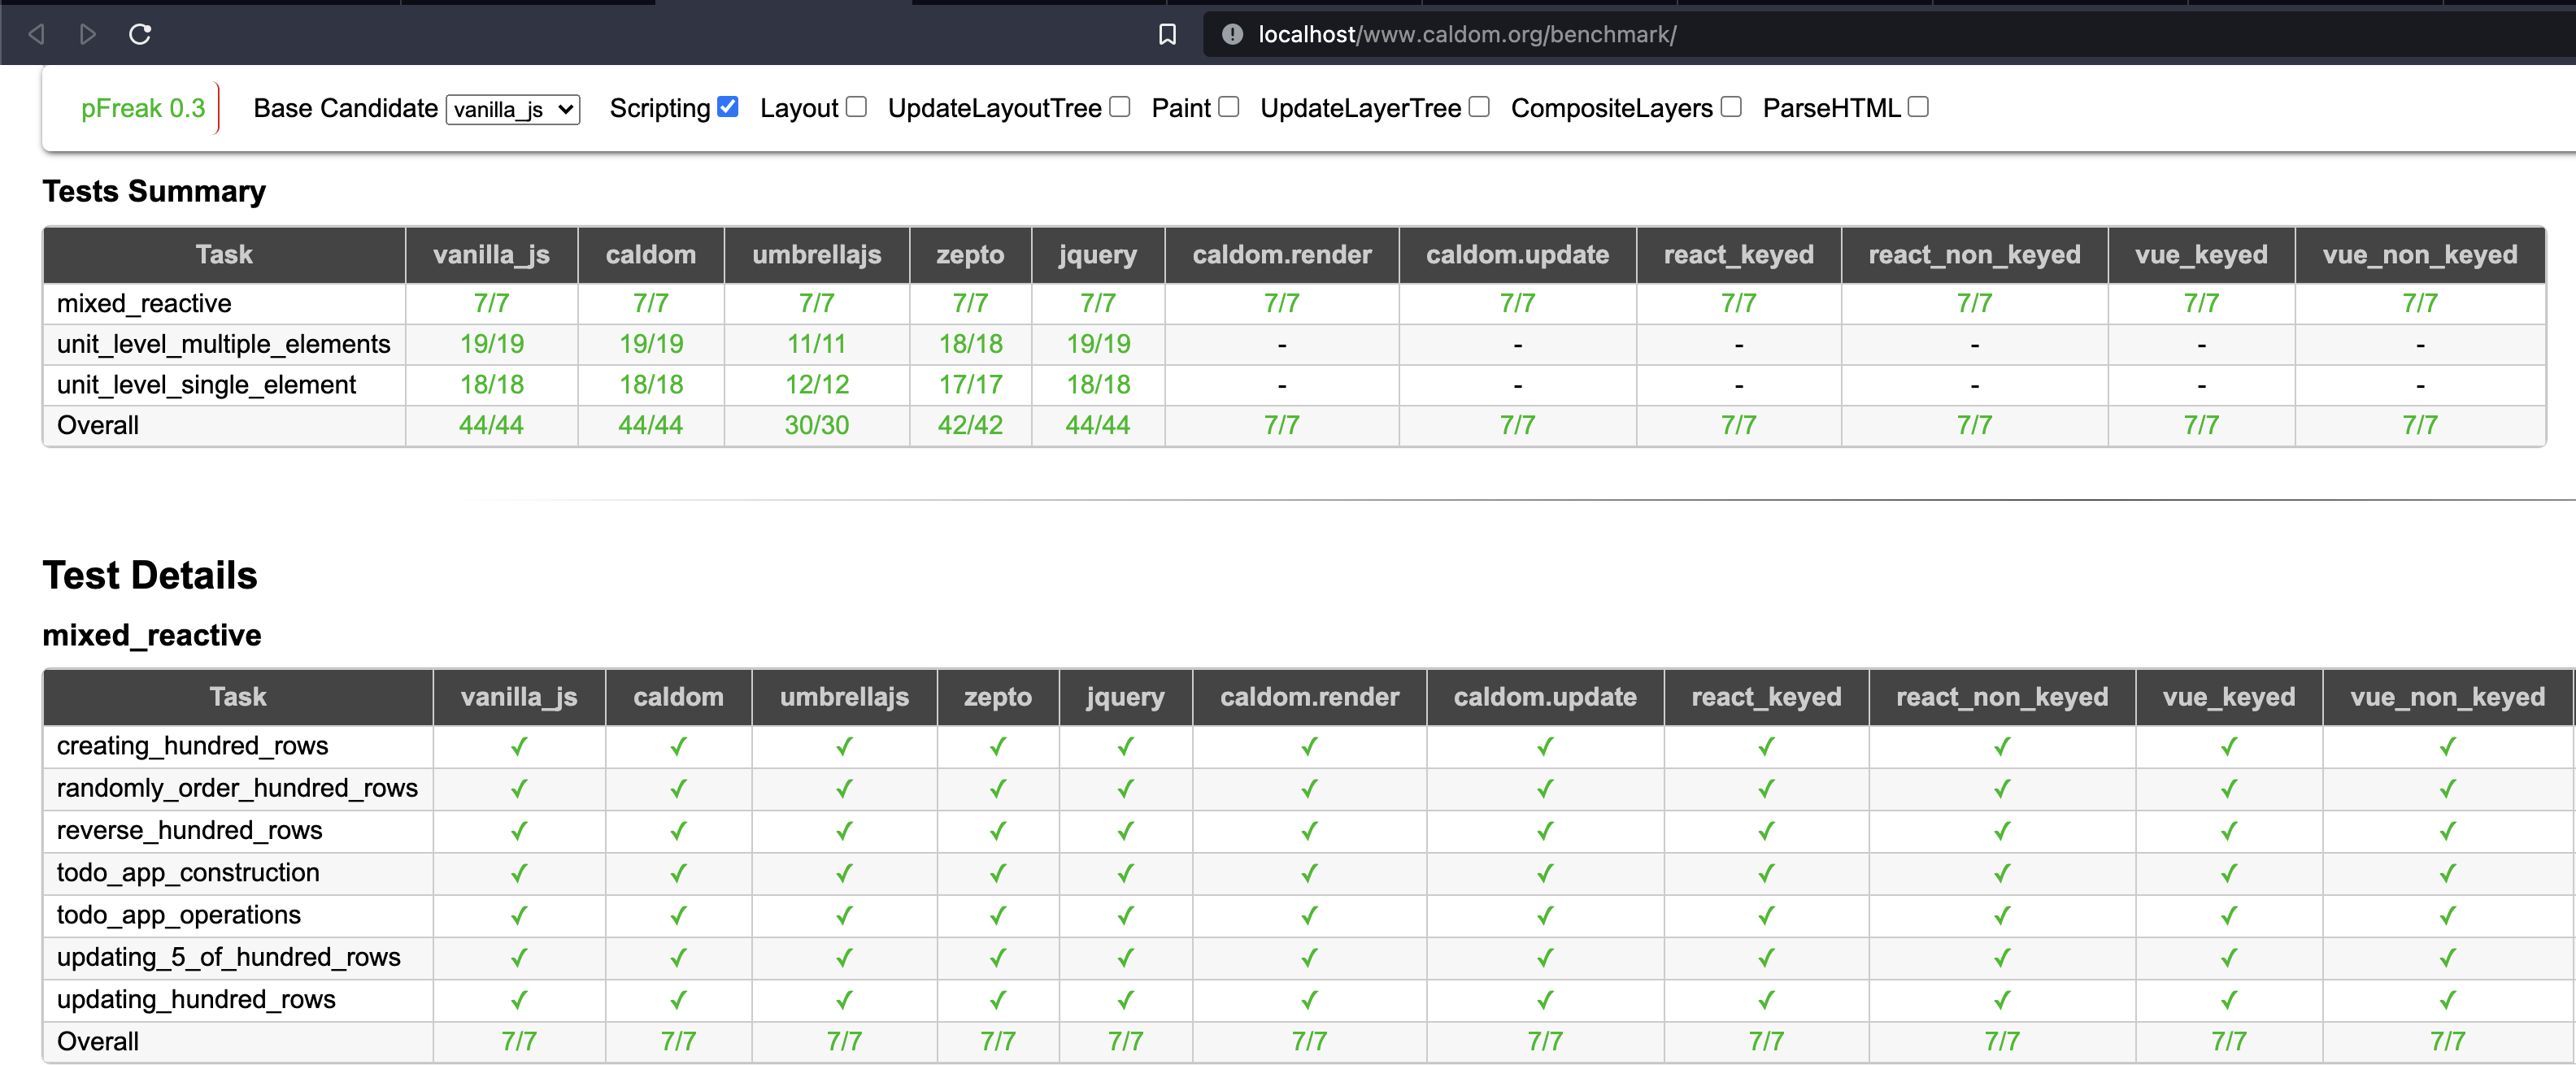 localhost/www.caldom.org/benchmark/
pFreak 0.3 Base Candidate vanilla_js Scripting Layout UpdateLayoutTree Paint UpdateLayerTree CompositeLayers ParseHTML
Tests Summary
Task vanilla_js caldom umbrellajs zepto jquery caldom.render caldom.update react_keyed react_non_keyed vue_keyed vue_non_keyed
mixed_reactive 7/7 7/7 7/7 7/7 7/7 7/7 7/7 7/7 7/7 7/7 7/7
unit_level_multiple_elements 19/19 19/19 11/11 18/18 19/19 - - - - - -
unit_level_single_element 18/18 18/18 12/12 17/17 18/18 - - - - - -
Overall 44/44 44/44 30/30 42/42 44/44 7/7 7/7 7/7 7/7 7/7 7/7
Test Details
mixed_reactive
Task vanilla_js caldom umbrellajs zepto jquery caldom.render caldom.update react_keyed react_non_keyed vue_keyed vue_non_keyed
creating_hundred_rows ✓ ✓ ✓ ✓ ✓ ✓ ✓ ✓ ✓ ✓ ✓
randomly_order_hundred_rows ✓ ✓ ✓ ✓ ✓ ✓ ✓ ✓ ✓ ✓ ✓
reverse_hundred_rows ✓ ✓ ✓ ✓ ✓ ✓ ✓ ✓ ✓ ✓ ✓
todo_app_construction ✓ ✓ ✓ ✓ ✓ ✓ ✓ ✓ ✓ ✓ ✓
todo_app_operations ✓ ✓ ✓ ✓ ✓ ✓ ✓ ✓ ✓ ✓ ✓
updating_5_of_hundred_rows ✓ ✓ ✓ ✓ ✓ ✓ ✓ ✓ ✓ ✓ ✓
updating_hundred_rows ✓ ✓ ✓ ✓ ✓ ✓ ✓ ✓ ✓ ✓ ✓
Overall 7/7 7/7 7/7 7/7 7/7 7/7 7/7 7/7 7/7 7/7 7/7